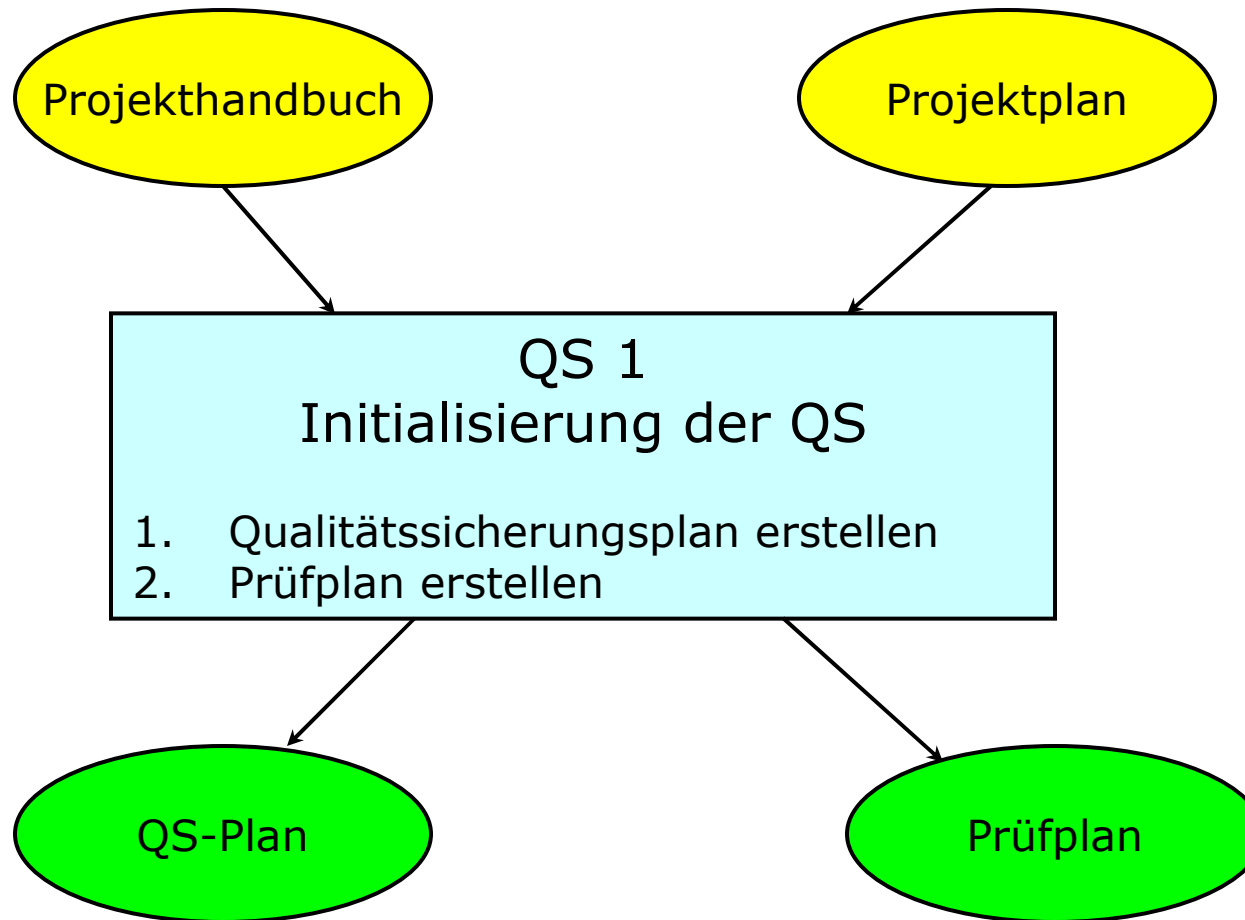 Projekthandbuch
Projektplan
QS 1
Initialisierung der QS
1. Qualitätssicherungsplan erstellen
2. Prüfplan erstellen
QS-Plan
Prüfplan